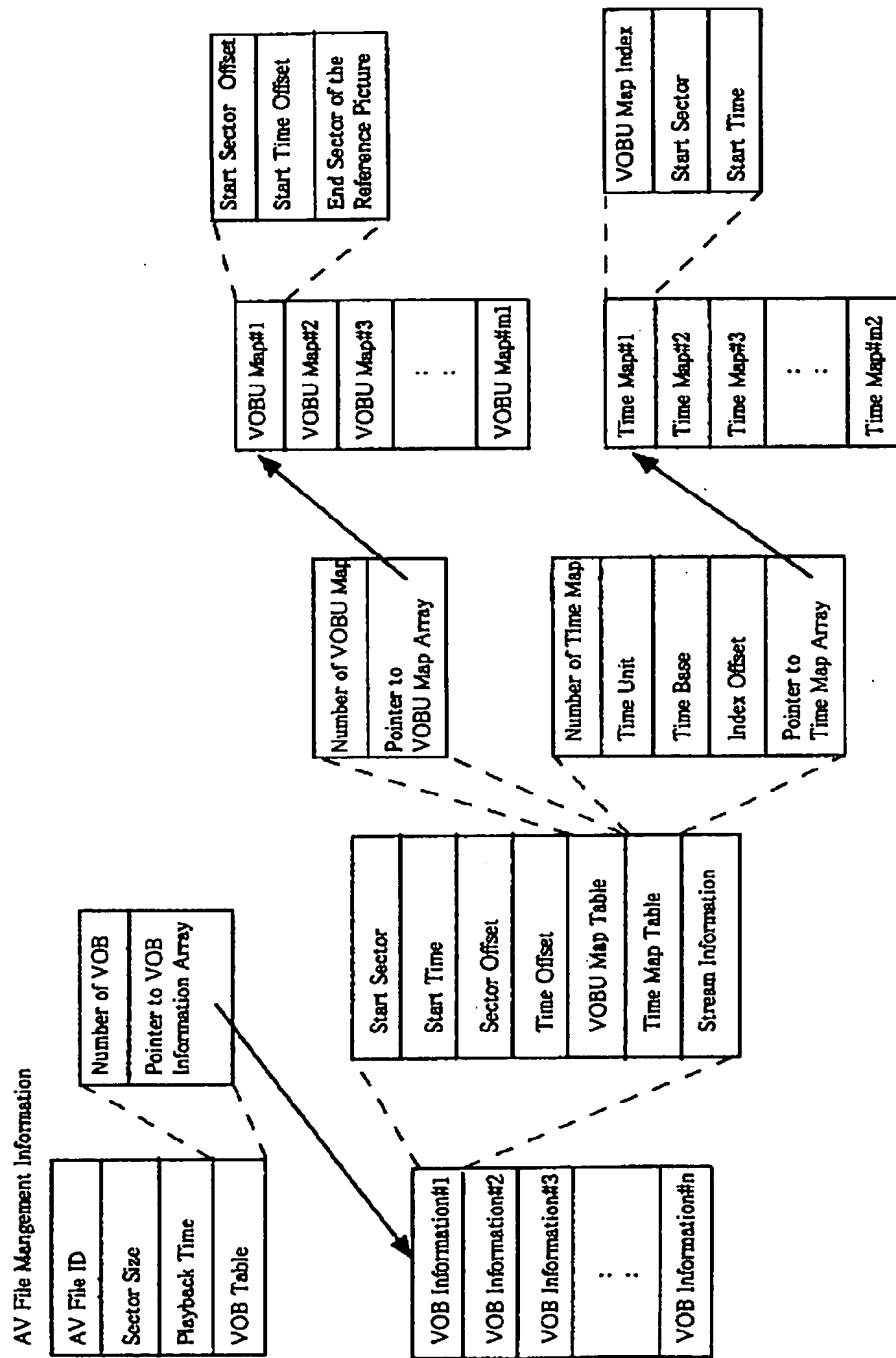 AV File Mangement Information
AV File ID
Sector Size
Playback Time
VOB Table
Number of VOB
Pointer to VOB
Information Array
VOB Information#1
VOB Information#2
VOB Information#3
: :
VOB Information#n
Start Sector
Start Time
Sector Offset
Time Offset
VOBU Map Table
Time Map Table
Stream Information
Number of VOBU Map
Pointer to
VOBU Map Array
Number of Time Map
Time Unit
Time Base
Index Offset
Pointer to
Time Map Array
VOBU Map#1
VOBU Map#2
VOBU Map#3
: :
VOBU Map#m1
Start Sector Offset
Start Time Offset
End Sector of the
Reference Picture
Time Map#1
Time Map#2
Time Map#3
: :
Time Map#m2
VOBU Map Index
Start Sector
Start Time